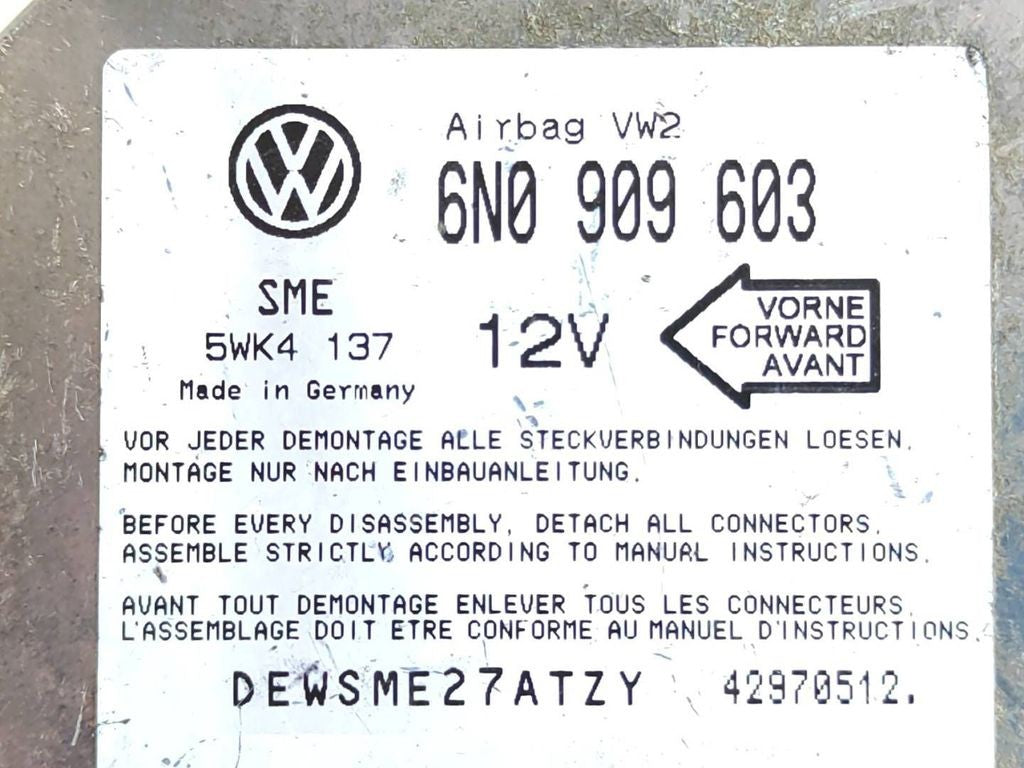 Airbag VW2
6N0 909 603
SME
5WK4 137
Made in Germany
12V
VORNE
FORWARD
AVANT
VOR JEDER DEMONTAGE ALLE STECKVERBINDUNGEN LOESEN.
MONTAGE NUR NACH EINBAUANLEITUNG.
BEFORE EVERY DISASSEMBLY, DETACH ALL CONNECTORS.
ASSEMBLE STRICTLY ACCORDING TO MANUAL INSTRUCTIONS.
AVANT TOUT DEMONTAGE ENLEVER TOUS LES CONNECTEURS.
L'ASSEMBLAGE DOIT ETRE CONFORME AU MANUEL D'INSTRUCTIONS.
DEWSME27ATZY 42970512.